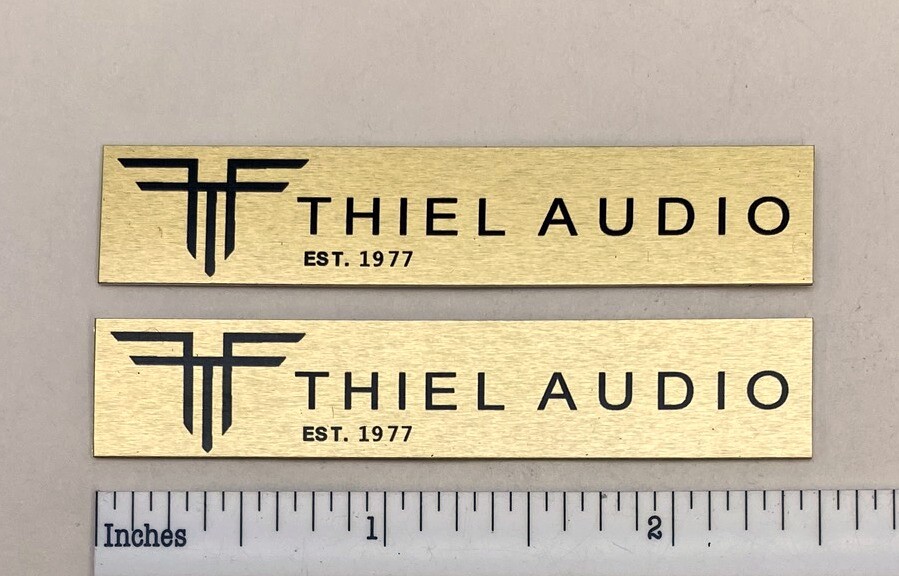 THIEL AUDIO
EST. 1977
THIEL AUDIO
EST. 1977
1 2
Inches